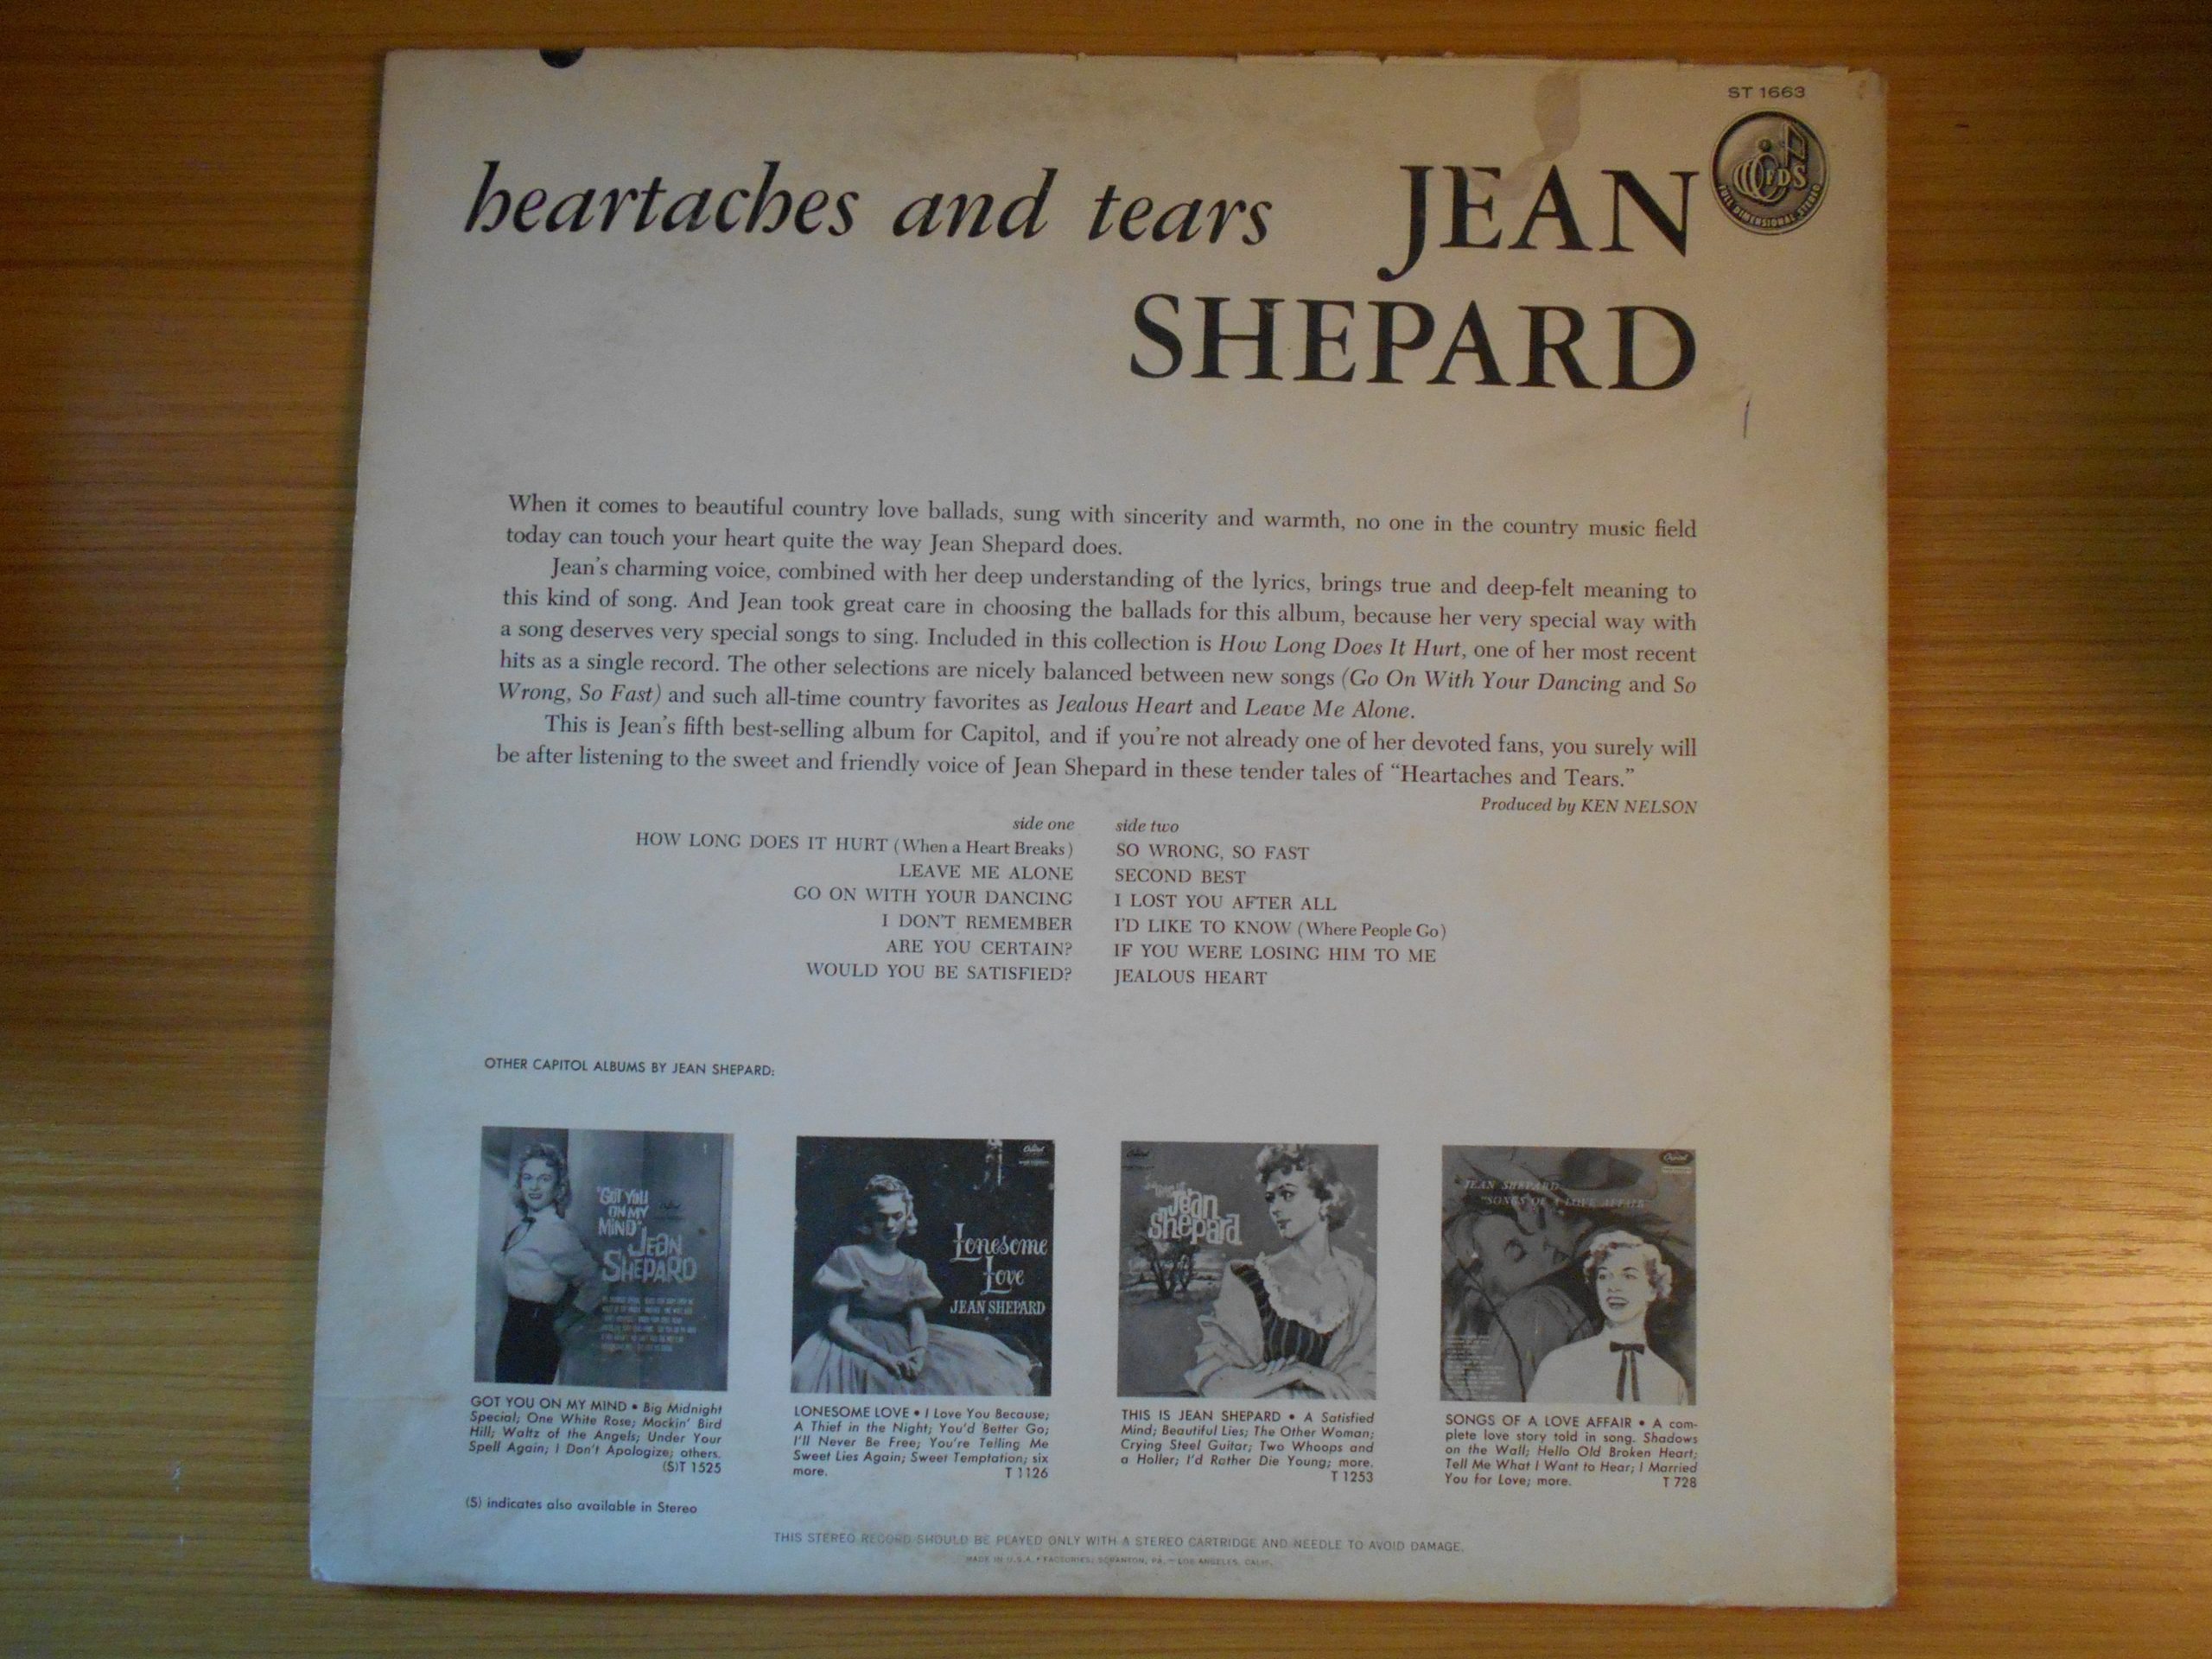 ST 1663
heartaches and tears JEAN
SHEPARD
FDS
FULL DIMENSIONAL STEREO
When it comes to beautiful country love ballads, sung with sincerity and warmth, no one in the country music field
today can touch your heart quite the way Jean Shepard does.
Jean's charming voice, combined with her deep understanding of the lyrics, brings true and deep-felt meaning to
this kind of song. And Jean took great care in choosing the ballads for this album, because her very special way with
a song deserves very special songs to sing. Included in this collection is How Long Does It Hurt, one of her most recent
hits as a single record. The other selections are nicely balanced between new songs (Go On With Your Dancing and So
Wrong, So Fast) and such all-time country favorites as Jealous Heart and Leave Me Alone.
This is Jean's fifth best-selling album for Capitol, and if you're not already one of her devoted fans, you surely will
be after listening to the sweet and friendly voice of Jean Shepard in these tender tales of “Heartaches and Tears.”
Produced by KEN NELSON
side one
HOW LONG DOES IT HURT (When a Heart Breaks)
LEAVE ME ALONE
GO ON WITH YOUR DANCING
I DON'T REMEMBER
ARE YOU CERTAIN?
WOULD YOU BE SATISFIED?
side two
SO WRONG, SO FAST
SECOND BEST
I LOST YOU AFTER ALL
I'D LIKE TO KNOW (Where People Go)
IF YOU WERE LOSING HIM TO ME
JEALOUS HEART
OTHER CAPITOL ALBUMS BY JEAN SHEPARD:
"GOT YOU
ON MY
MIND"
JEAN
SHEPARD
GOT YOU ON MY MIND • Big Midnight
Special; One White Rose; Mockin' Bird
Hill; Waltz of the Angels; Under Your
Spell Again; I Don't Apologize; others.
(S)T 1525
Capitol
Lonesome
Love
JEAN SHEPARD
LONESOME LOVE • I Love You Because;
A Thief in the Night; You'd Better Go;
I'll Never Be Free; You're Telling Me
Sweet Lies Again; Sweet Temptation; six
more. T 1126
Jean
Shepard
THIS IS JEAN SHEPARD • A Satisfied
Mind; Beautiful Lies; The Other Woman;
Crying Steel Guitar; Two Whoops and
a Holler; I'd Rather Die Young; more.
T 1253
Capitol
JEAN SHEPARD
"SONGS OF A LOVE AFFAIR"
SONGS OF A LOVE AFFAIR • A com-
plete love story told in song. Shadows
on the Wall; Hello Old Broken Heart;
Tell Me What I Want to Hear; I Married
You for Love; more. T 728
(S) indicates also available in Stereo
THIS STEREO RECORD SHOULD BE PLAYED ONLY WITH A STEREO CARTRIDGE AND NEEDLE TO AVOID DAMAGE.
MADE IN U.S.A. • FACTORIES: SCRANTON, PA. — LOS ANGELES, CALIF.